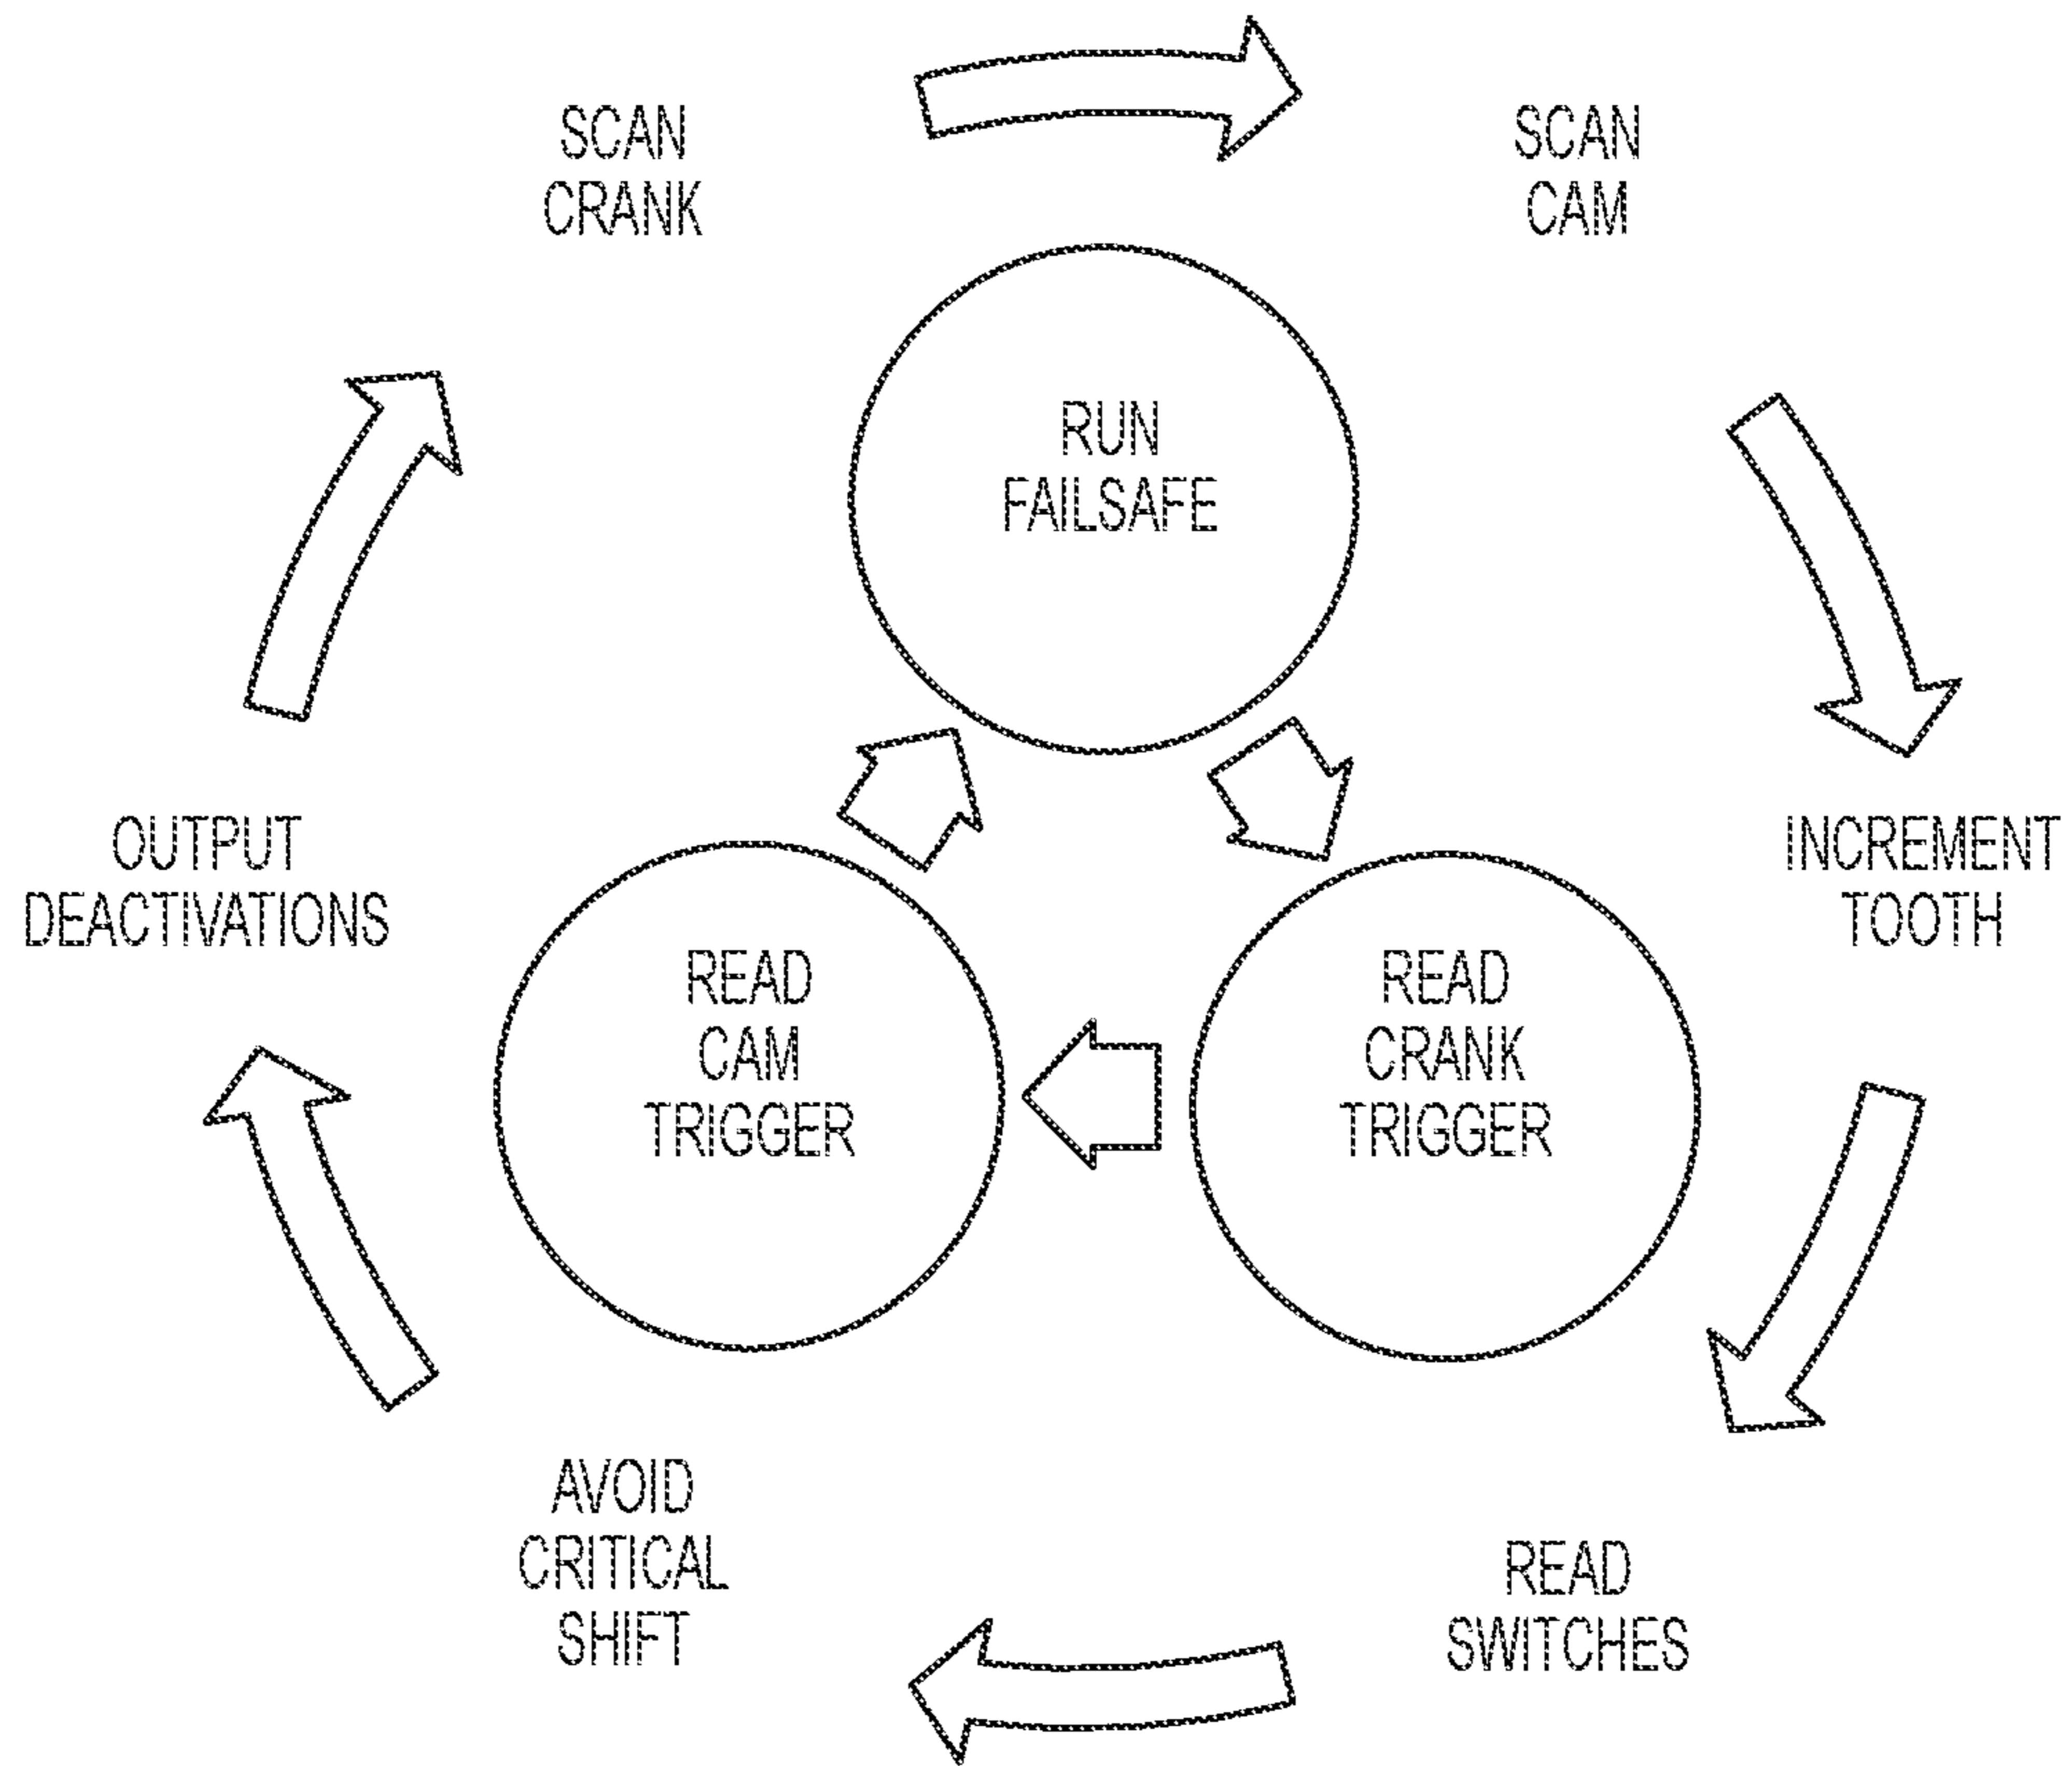 SCAN
CRANK
SCAN
CAM
RUN
FAILSAFE
OUTPUT
DEACTIVATIONS
INCREMENT
TOOTH
READ
CAM
TRIGGER
READ
CRANK
TRIGGER
AVOID
CRITICAL
SHIFT
READ
SWITCHES